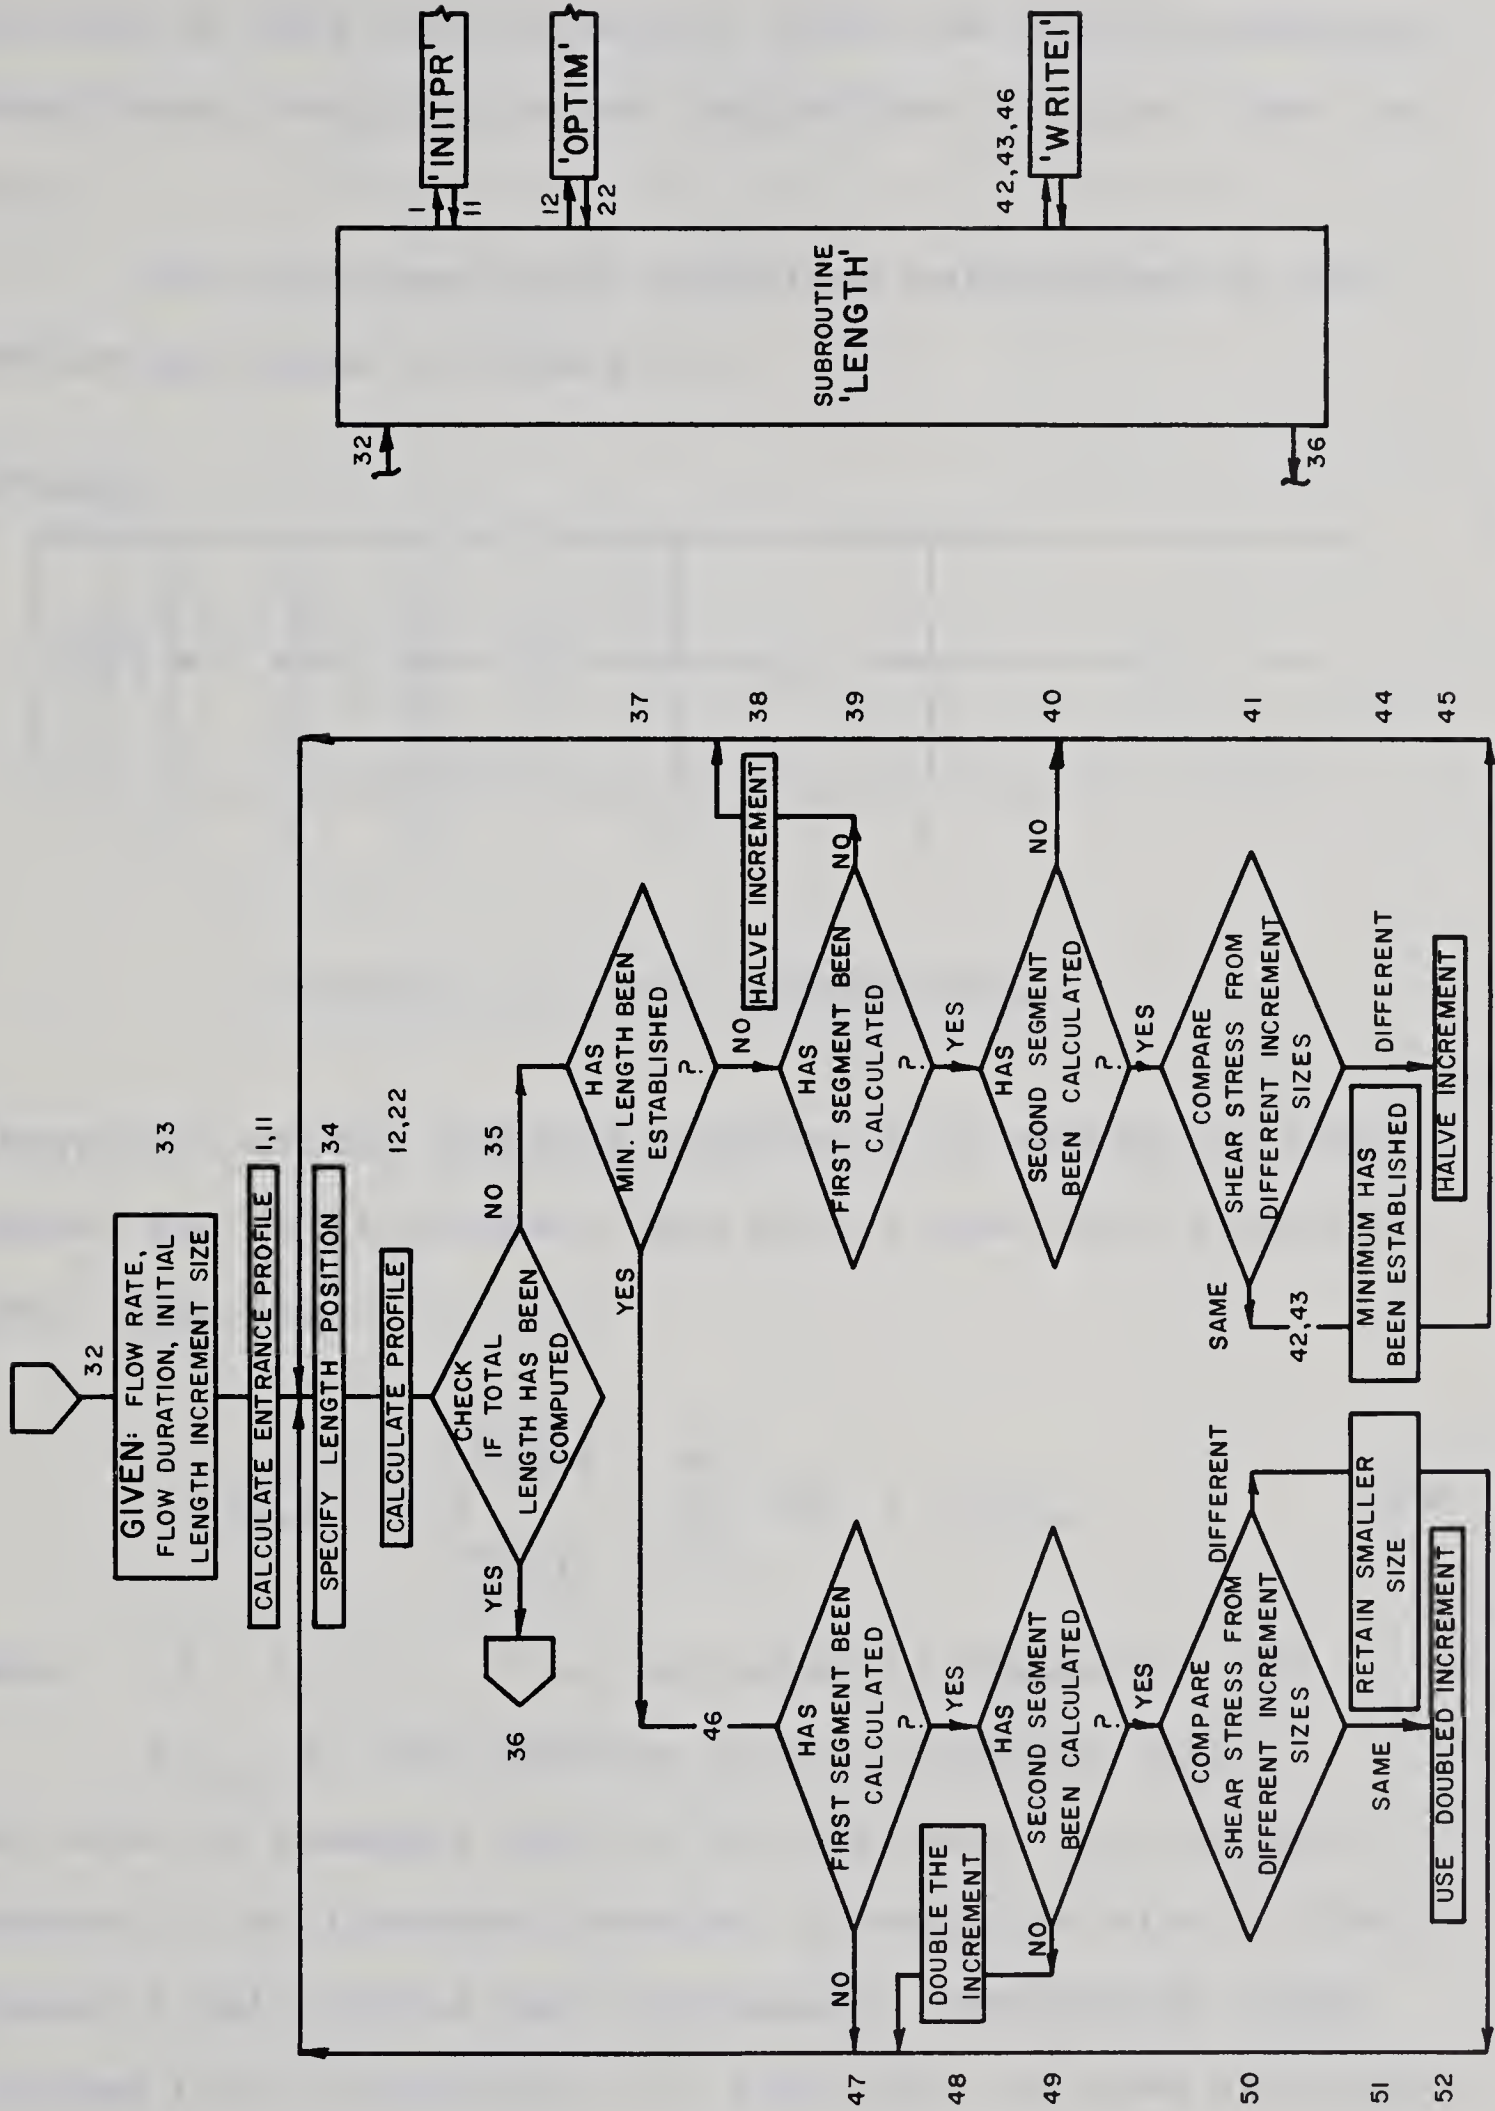 32
GIVEN: FLOW RATE,
FLOW DURATION, INITIAL
LENGTH INCREMENT SIZE
33
CALCULATE ENTRANCE PROFILE
1,11
SPECIFY LENGTH POSITION
34
CALCULATE PROFILE
12,22
CHECK
IF TOTAL
LENGTH HAS BEEN
COMPUTED
YES
36
NO
35
HAS
MIN. LENGTH BEEN
ESTABLISHED
?
37
YES
46
NO
HALVE INCREMENT
38
HAS
FIRST SEGMENT BEEN
CALCULATED
?
NO
39
YES
HAS
SECOND SEGMENT
BEEN CALCULATED
?
NO
40
YES
COMPARE
SHEAR STRESS FROM
DIFFERENT INCREMENT
SIZES
41
SAME
42,43
MINIMUM HAS
BEEN ESTABLISHED
DIFFERENT
44
HALVE INCREMENT
45
47
NO
HAS
FIRST SEGMENT BEEN
CALCULATED
?
YES
48
DOUBLE THE
INCREMENT
49
NO
HAS
SECOND SEGMENT
BEEN CALCULATED
?
YES
50
COMPARE
SHEAR STRESS FROM
DIFFERENT INCREMENT
SIZES
DIFFERENT
RETAIN SMALLER
SIZE
51
SAME
52
USE DOUBLED INCREMENT
32
SUBROUTINE
'LENGTH'
36
1
11
'INITPR'
12
22
'OPTIM'
42,43,46
'WRITE1'